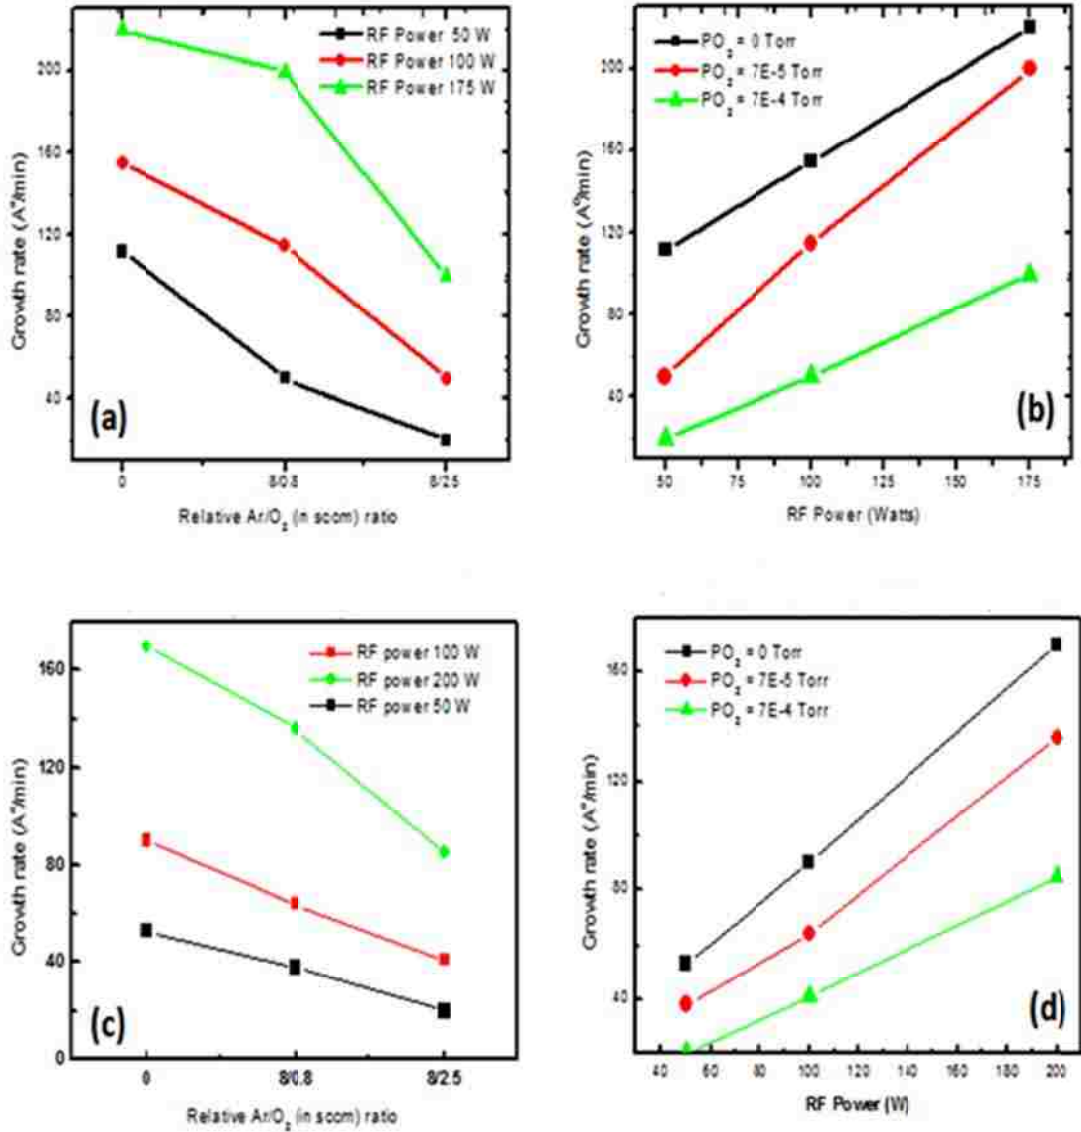 RF Power 50 W
RF Power 100 W
RF Power 175 W
200
160
120
80
40
Growth rate (A°/min)
(a)
0
8/0.8
8/2.5
Relative Ar/O₂ (in sccm) ratio
PO₂ = 0 Torr
PO₂ = 7E-5 Torr
PO₂ = 7E-4 Torr
200
160
120
80
40
Growth rate (A⁰/min)
(b)
50
75
100
125
150
175
RF Power (Watts)
RF power 100 W
RF power 200 W
RF power 50 W
160
120
80
40
0
Growth rate (A°/min)
(c)
0
8/0.8
8/2.5
Relative Ar/O₂ (in sccm) ratio
PO₂ = 0 Torr
PO₂ = 7E-5 Torr
PO₂ = 7E-4 Torr
160
120
80
40
Growth rate (A°/min)
(d)
40
60
80
100
120
140
160
180
200
RF Power (W)